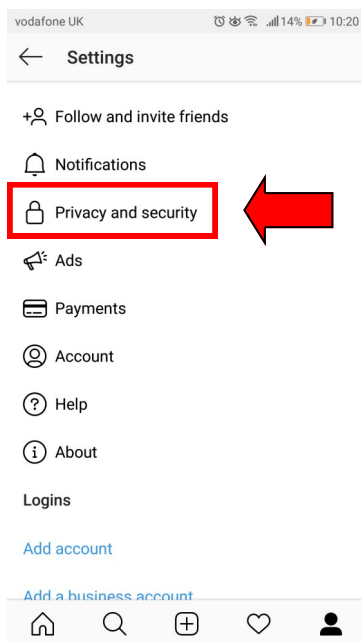 vodafone UK 14% 10:20
Settings
Follow and invite friends
Notifications
Privacy and security
Ads
Payments
Account
Help
About
Logins
Add account
Add a business account